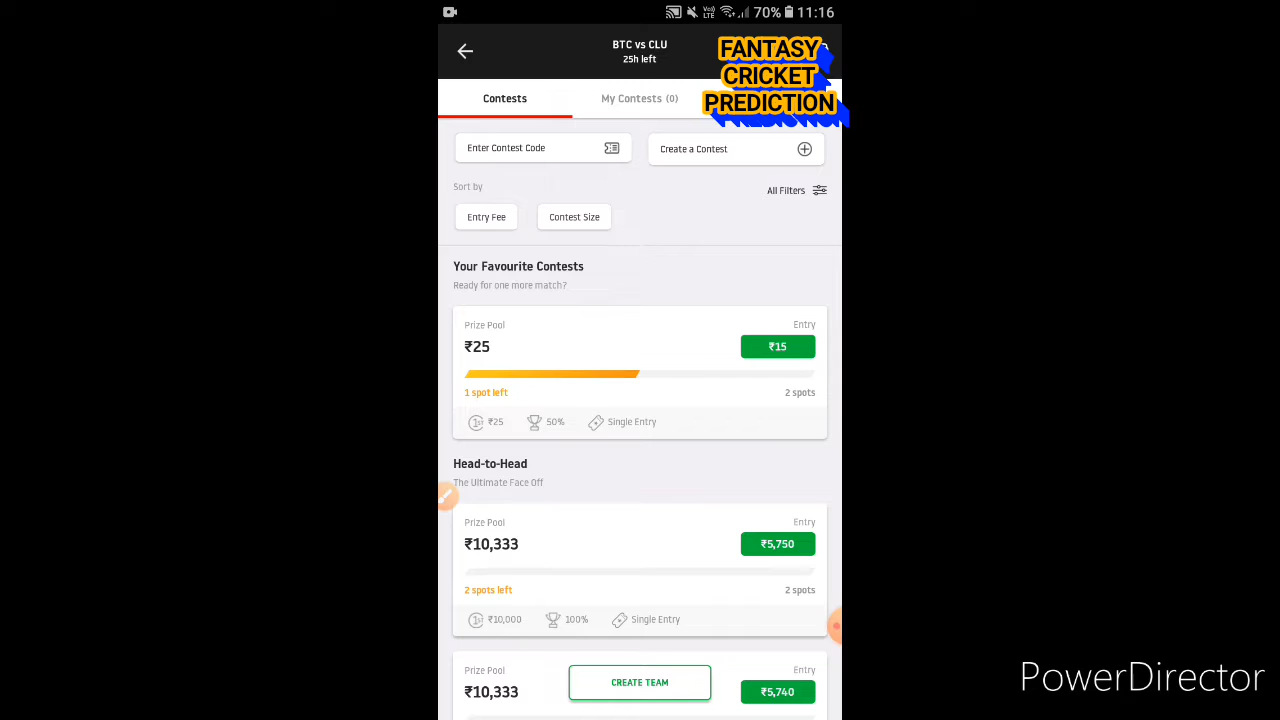 Voo LTE 70% 11:16
BTC vs CLU
25h left
FANTASY
CRICKET
PREDICTION
Contests
My Contests (0)
Enter Contest Code
Create a Contest
Sort by
All Filters
Entry Fee
Contest Size
Your Favourite Contests
Ready for one more match?
Prize Pool
Entry
₹25
₹15
1 spot left
2 spots
1st ₹25
50%
Single Entry
Head-to-Head
The Ultimate Face Off
Prize Pool
Entry
₹10,333
₹5,750
2 spots left
2 spots
1st ₹10,000
100%
Single Entry
Prize Pool
Entry
₹10,333
CREATE TEAM
₹5,740
PowerDirector